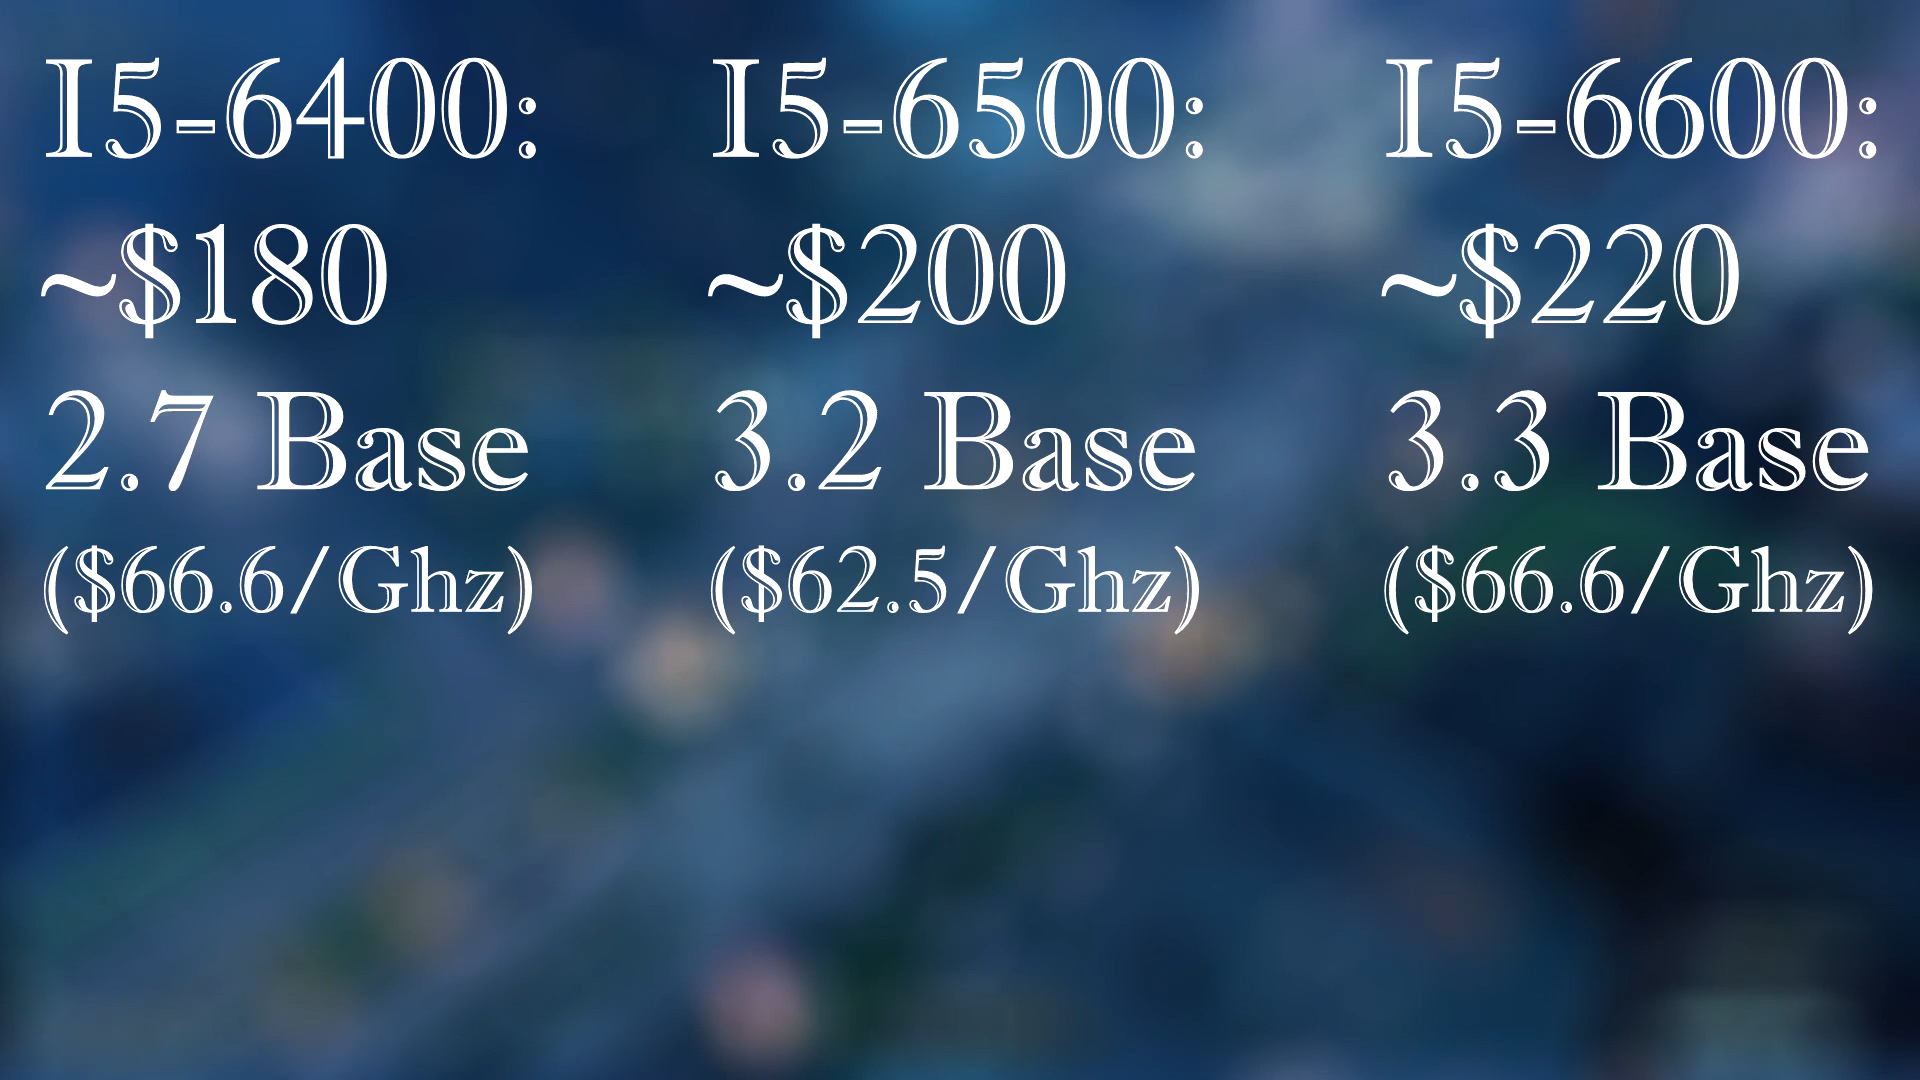 I5-6400:
~$180
2.7 Base
($66.6/Ghz)
I5-6500:
~$200
3.2 Base
($62.5/Ghz)
I5-6600:
~$220
3.3 Base
($66.6/Ghz)